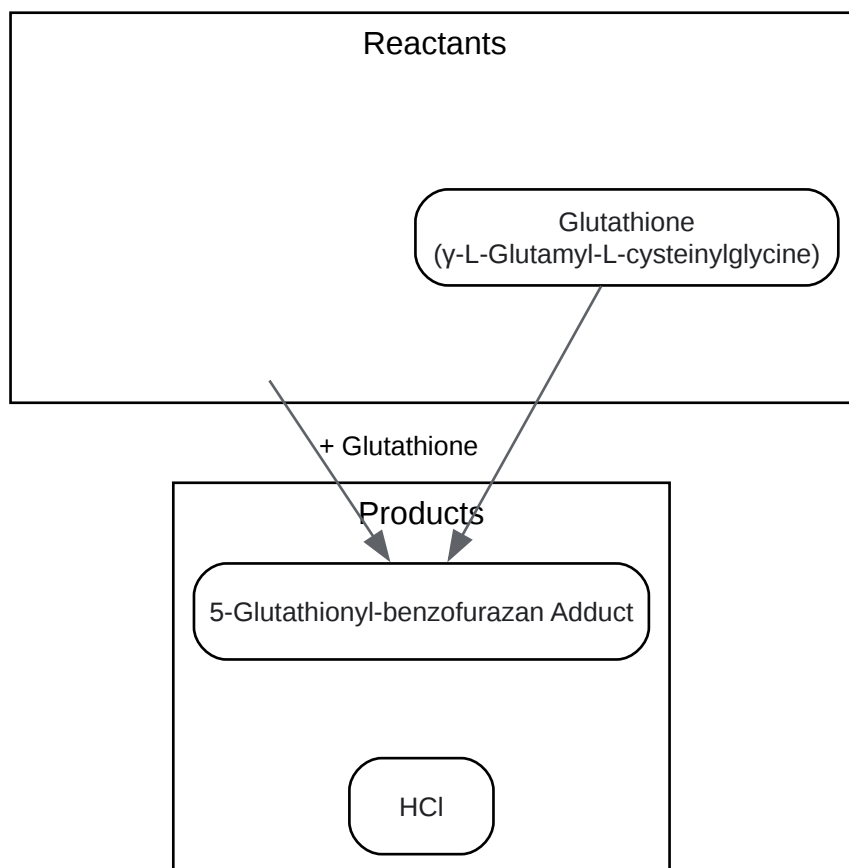 Reactants
Glutathione
(γ-L-Glutamyl-L-cysteinylglycine)
+ Glutathione
Products
5-Glutathionyl-benzofurazan Adduct
HCl